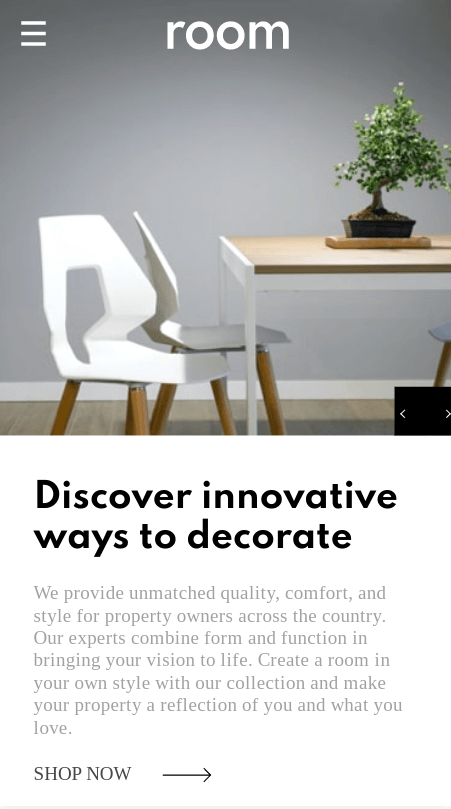 room
Discover innovative
ways to decorate
We provide unmatched quality, comfort, and
style for property owners across the country.
Our experts combine form and function in
bringing your vision to life. Create a room in
your own style with our collection and make
your property a reflection of you and what you
love.
SHOP NOW